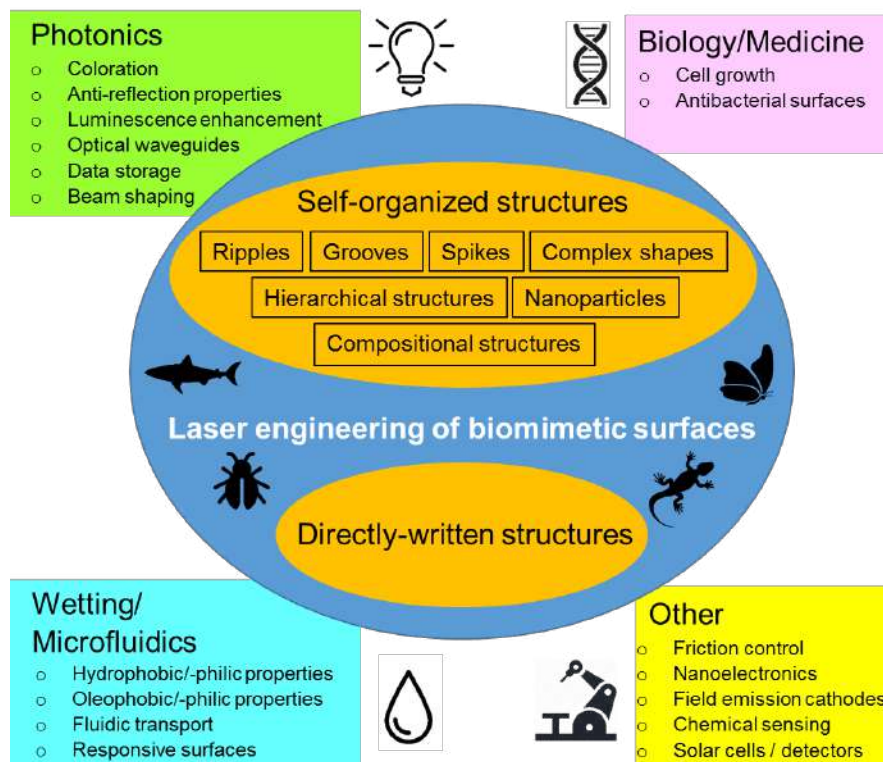 Photonics
o Coloration
o Anti-reflection properties
o Luminescence enhancement
o Optical waveguides
o Data storage
o Beam shaping
Biology/Medicine
o Cell growth
o Antibacterial surfaces
Self-organized structures
Ripples
Grooves
Spikes
Complex shapes
Hierarchical structures
Nanoparticles
Compositional structures
Laser engineering of biomimetic surfaces
Directly-written structures
Wetting/
Microfluidics
o Hydrophobic/-philic properties
o Oleophobic/-philic properties
o Fluidic transport
o Responsive surfaces
Other
o Friction control
o Nanoelectronics
o Field emission cathodes
o Chemical sensing
o Solar cells / detectors